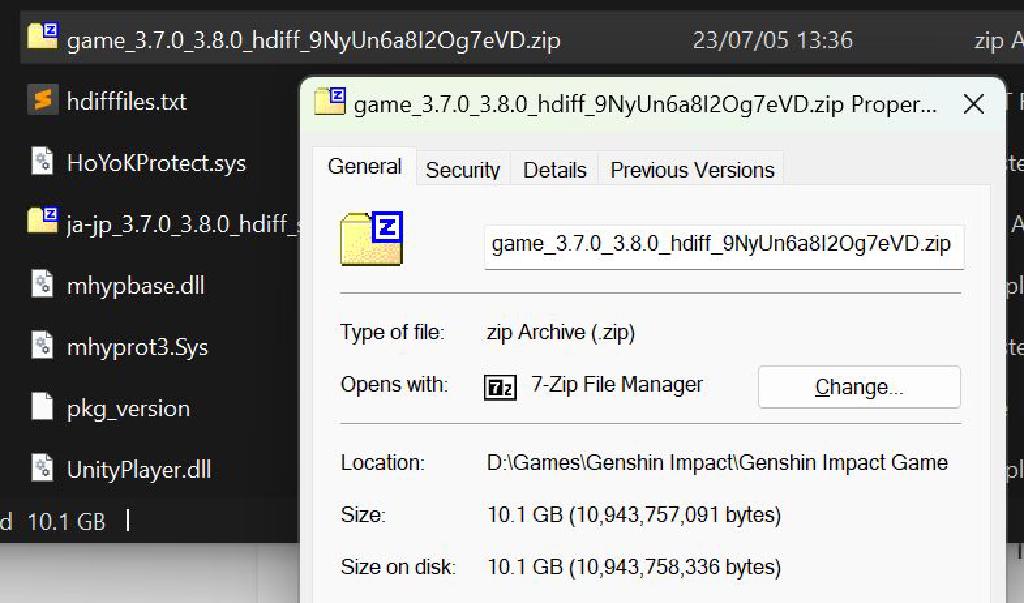 game_3.7.0_3.8.0_hdiff_9NyUn6a8I2Og7eVD.zip 23/07/05 13:36 zip A
hdifffiles.txt
game_3.7.0_3.8.0_hdiff_9NyUn6a8I2Og7eVD.zip Proper...
HoYoKProtect.sys
General Security Details Previous Versions
ja-jp_3.7.0_3.8.0_hdiff_
game_3.7.0_3.8.0_hdiff_9NyUn6a8I2Og7eVD.zip
mhypbase.dll
Type of file: zip Archive (.zip)
mhyprot3.Sys
Opens with: 7-Zip File Manager Change...
pkg_version
UnityPlayer.dll
Location: D:\Games\Genshin Impact\Genshin Impact Game
d 10.1 GB
Size: 10.1 GB (10,943,757,091 bytes)
Size on disk: 10.1 GB (10,943,758,336 bytes)